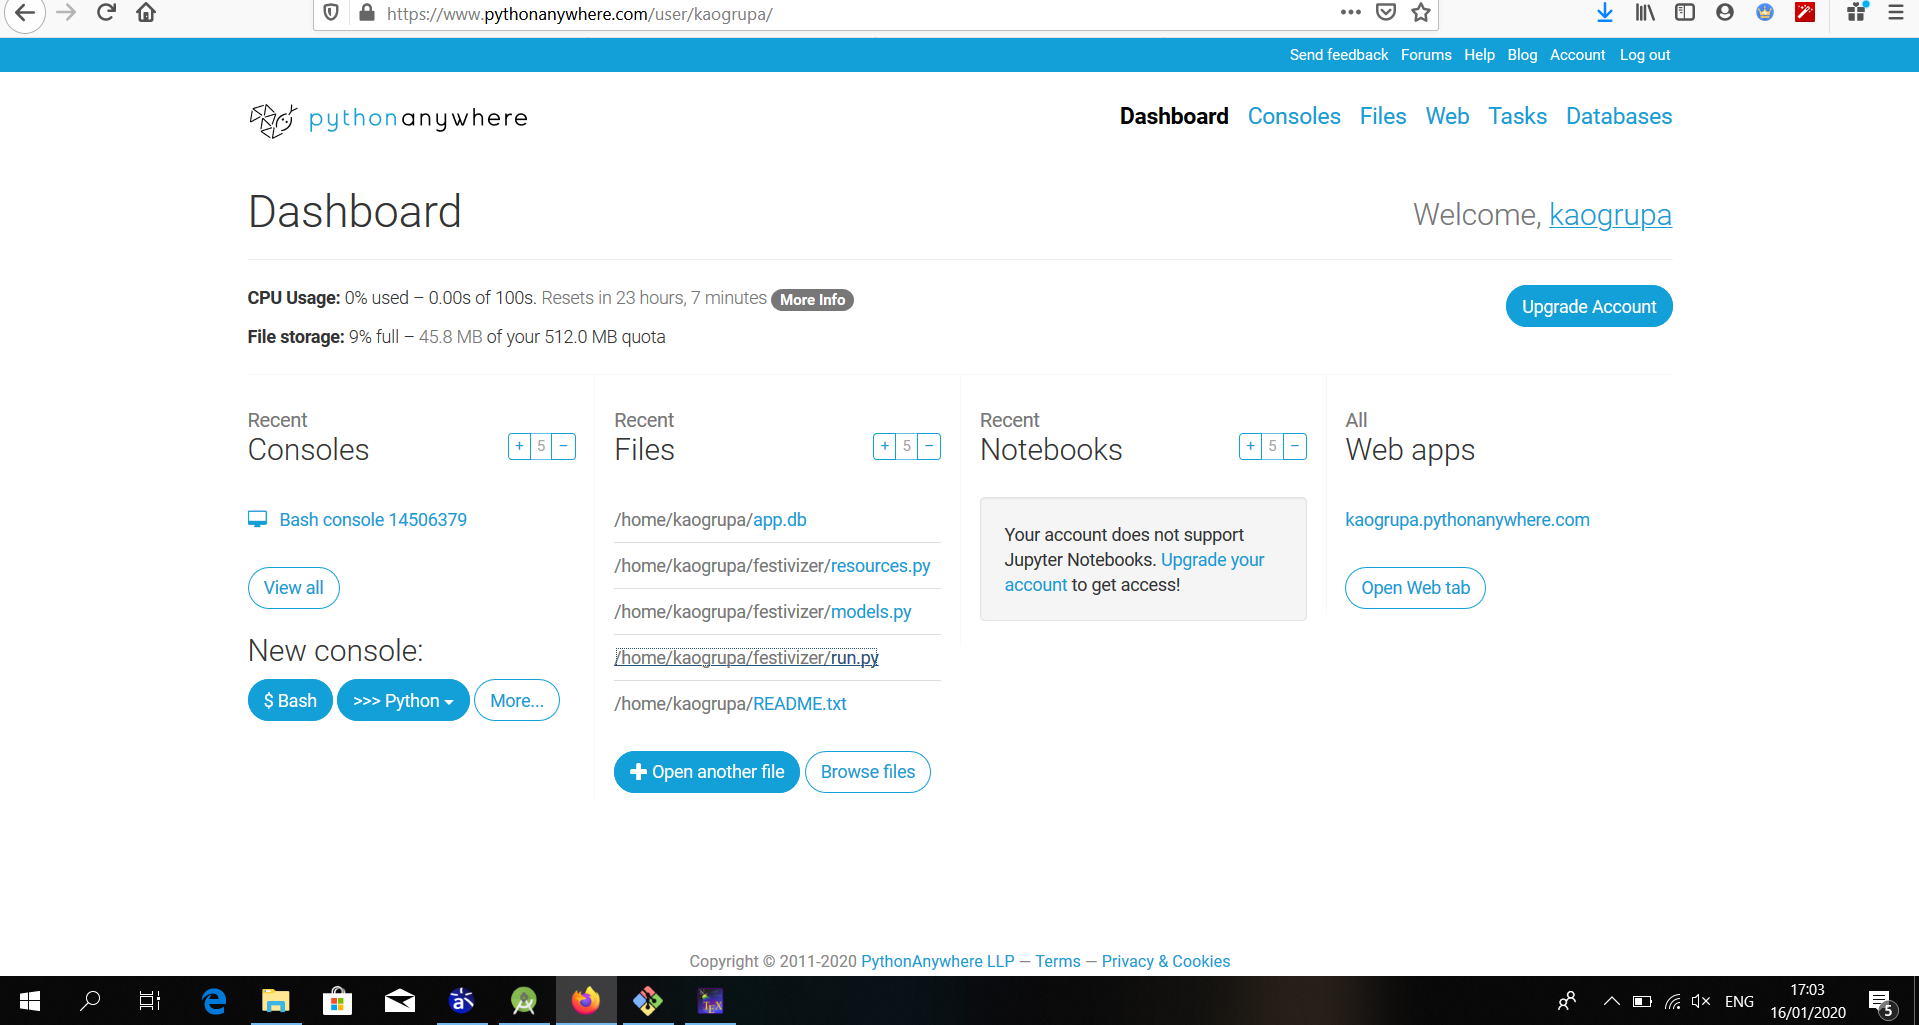 https://www.pythonanywhere.com/user/kaogrupa/
Send feedback Forums Help Blog Account Log out
pythonanywhere
Dashboard Consoles Files Web Tasks Databases
Dashboard
Welcome, kaogrupa
CPU Usage: 0% used – 0.00s of 100s. Resets in 23 hours, 7 minutes More Info
Upgrade Account
File storage: 9% full – 45.8 MB of your 512.0 MB quota
Recent
Consoles
+ 5 −
Bash console 14506379
View all
New console:
$ Bash >>> Python More...
Recent
Files
+ 5 −
/home/kaogrupa/app.db
/home/kaogrupa/festivizer/resources.py
/home/kaogrupa/festivizer/models.py
/home/kaogrupa/festivizer/run.py
/home/kaogrupa/README.txt
Open another file Browse files
Recent
Notebooks
+ 5 −
Your account does not support
Jupyter Notebooks. Upgrade your
account to get access!
All
Web apps
kaogrupa.pythonanywhere.com
Open Web tab
Copyright © 2011-2020 PythonAnywhere LLP — Terms — Privacy & Cookies
TEX
ENG
17:03
16/01/2020
5